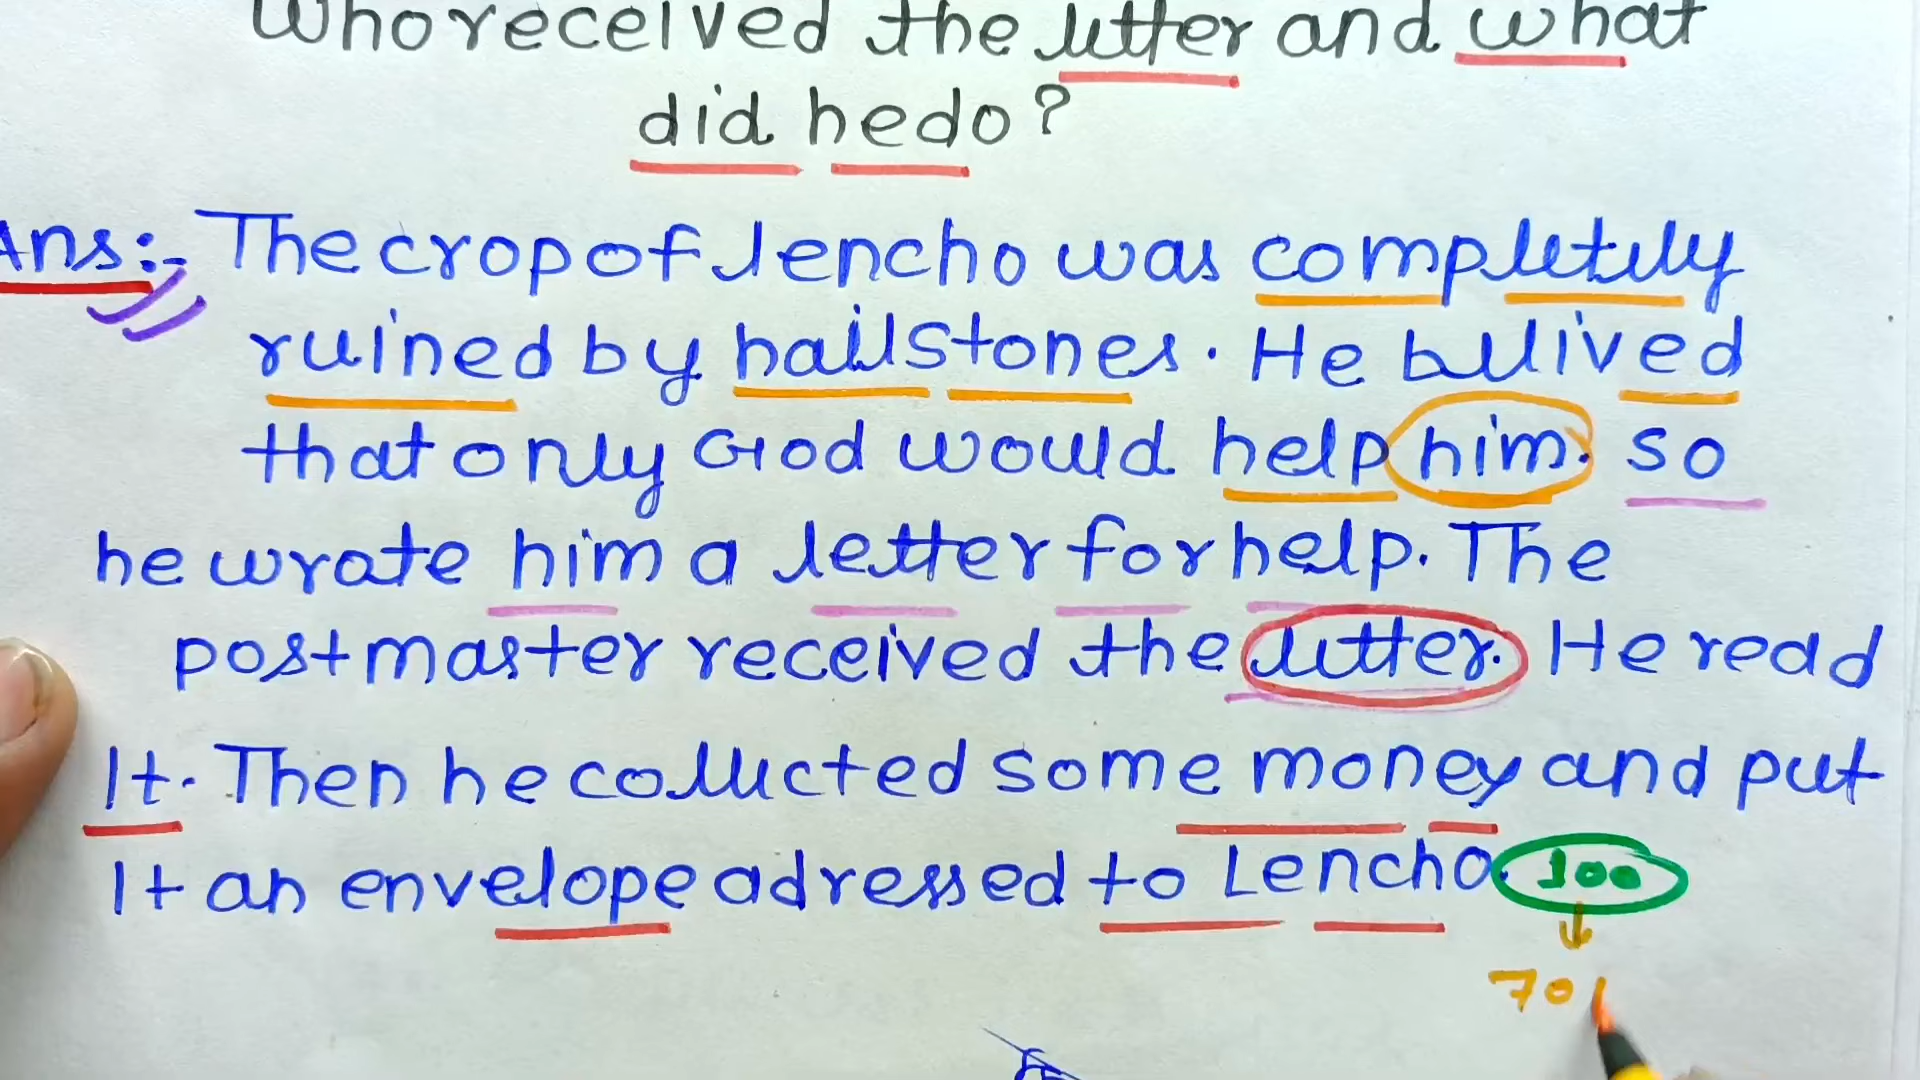 Who received the letter and what
did he do?
Ans:- The crop of Lencho was completely
ruined by hailstones. He belived
that only God would help him. so
he wrate him a letter for help. The
postmaster received the letter. He read
It. Then he collected some money and put
It an envelope adressed to Lencho. 100
70